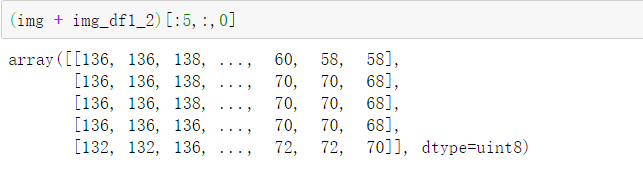 (img + img_df1_2)[:5,:,0]
array([[136, 136, 138, ..., 60, 58, 58],
[136, 136, 138, ..., 70, 70, 68],
[136, 136, 138, ..., 70, 70, 68],
[136, 136, 136, ..., 70, 70, 68],
[132, 132, 136, ..., 72, 72, 70]], dtype=uint8)